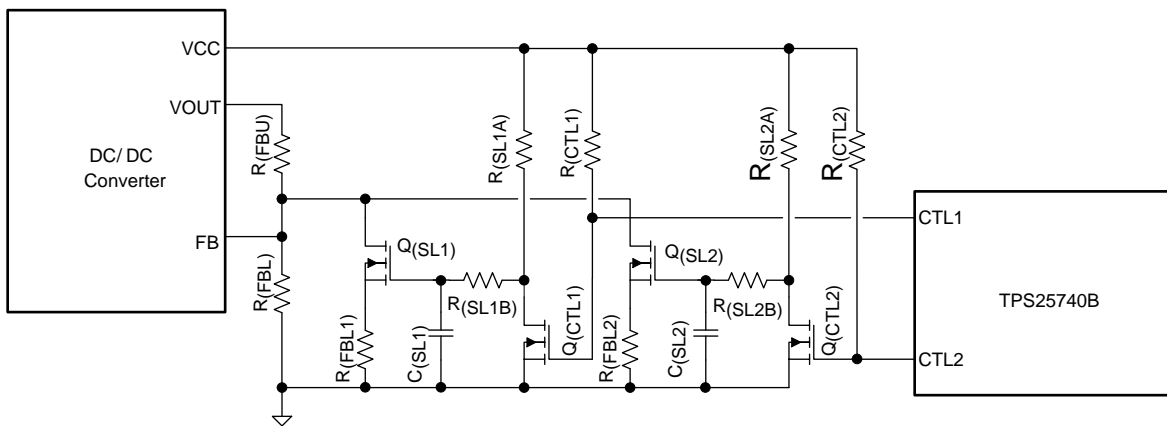 VCC
VOUT
DC/ DC
Converter
FB
R(FBU)
R(FBL)
R(SL1A)
R(CTL1)
R(SL2A)
R(CTL2)
Q(SL1)
R(SL1B)
Q(CTL1)
R(FBL1)
C(SL1)
Q(SL2)
R(SL2B)
Q(CTL2)
R(FBL2)
C(SL2)
CTL1
TPS25740B
CTL2